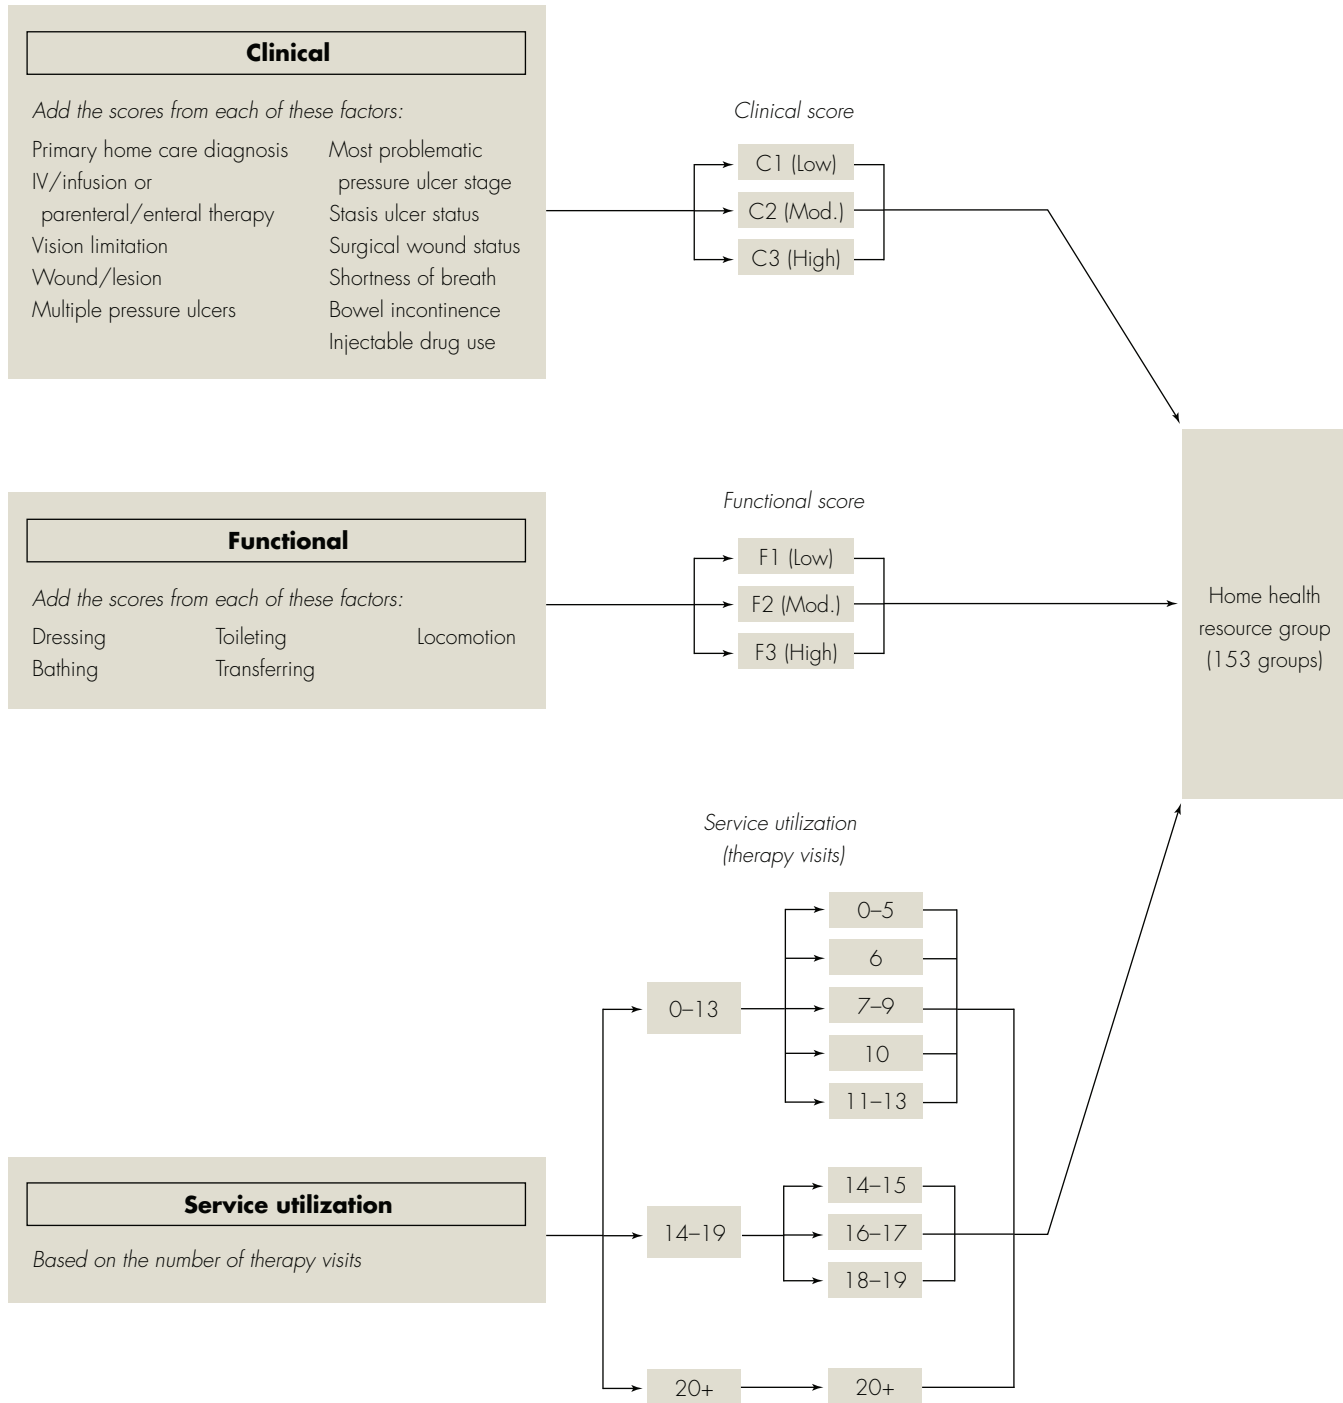 Clinical
Add the scores from each of these factors:
Primary home care diagnosis
IV/infusion or
parenteral/enteral therapy
Vision limitation
Wound/lesion
Multiple pressure ulcers
Most problematic
pressure ulcer stage
Stasis ulcer status
Surgical wound status
Shortness of breath
Bowel incontinence
Injectable drug use
Clinical score
C1 (Low)
C2 (Mod.)
C3 (High)
Functional
Add the scores from each of these factors:
Dressing
Bathing
Toileting
Transferring
Locomotion
Functional score
F1 (Low)
F2 (Mod.)
F3 (High)
Home health
resource group
(153 groups)
Service utilization
Based on the number of therapy visits
Service utilization
(therapy visits)
0–13
0–5
6
7–9
10
11–13
14–19
14–15
16–17
18–19
20+
20+